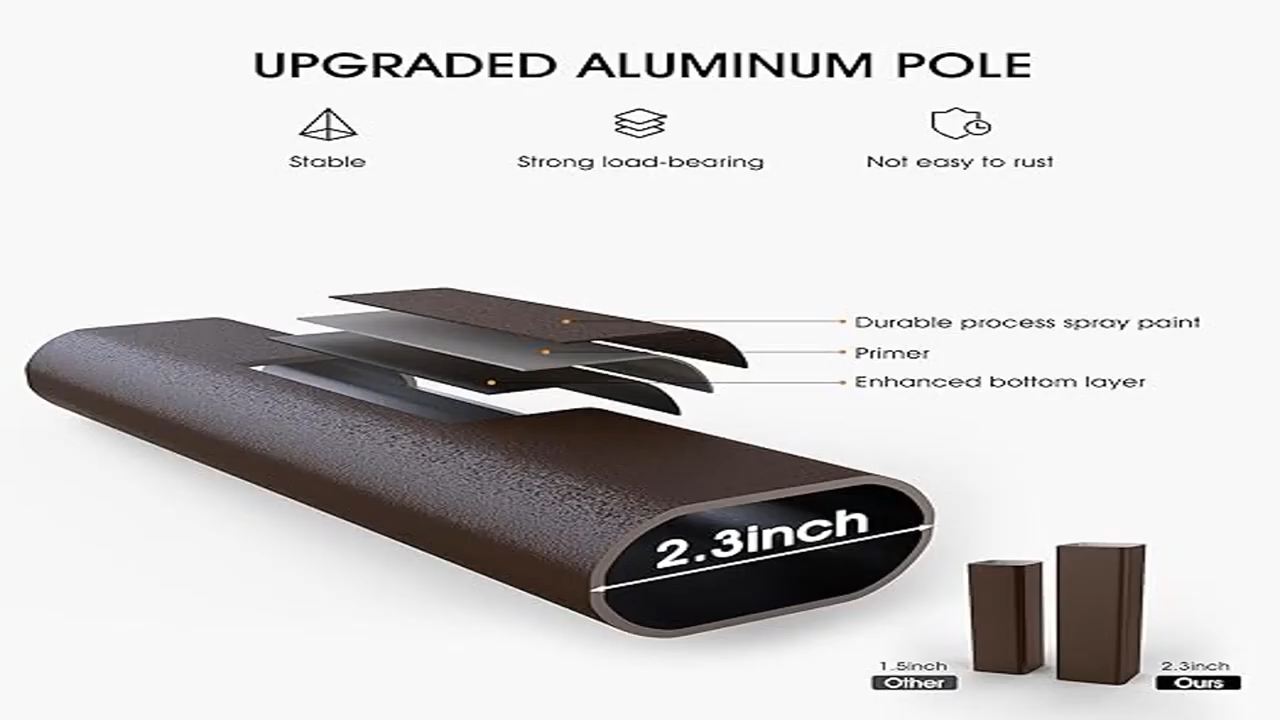 UPGRADED ALUMINUM POLE
Stable
Strong load-bearing
Not easy to rust
Durable process spray paint
Primer
Enhanced bottom layer
2.3inch
1.5inch
Other
2.3inch
Ours